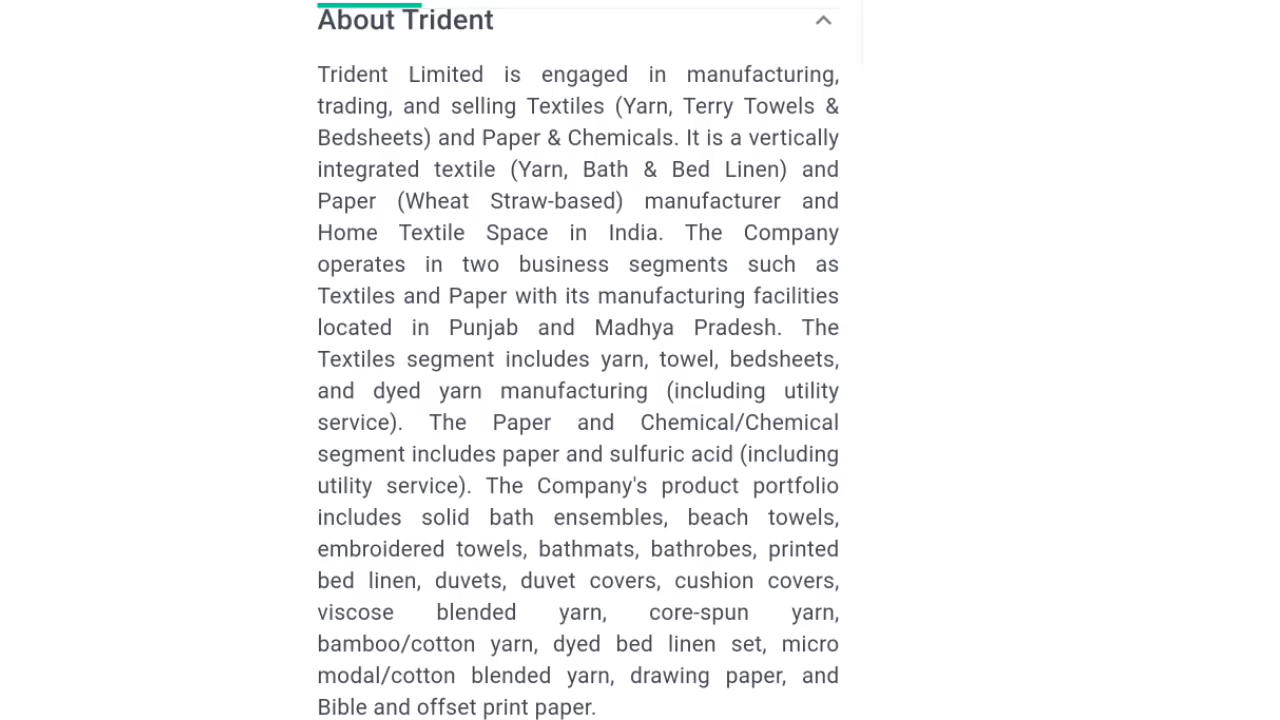 About Trident
Trident Limited is engaged in manufacturing,
trading, and selling Textiles (Yarn, Terry Towels &
Bedsheets) and Paper & Chemicals. It is a vertically
integrated textile (Yarn, Bath & Bed Linen) and
Paper (Wheat Straw-based) manufacturer and
Home Textile Space in India. The Company
operates in two business segments such as
Textiles and Paper with its manufacturing facilities
located in Punjab and Madhya Pradesh. The
Textiles segment includes yarn, towel, bedsheets,
and dyed yarn manufacturing (including utility
service). The Paper and Chemical/Chemical
segment includes paper and sulfuric acid (including
utility service). The Company's product portfolio
includes solid bath ensembles, beach towels,
embroidered towels, bathmats, bathrobes, printed
bed linen, duvets, duvet covers, cushion covers,
viscose blended yarn, core-spun yarn,
bamboo/cotton yarn, dyed bed linen set, micro
modal/cotton blended yarn, drawing paper, and
Bible and offset print paper.